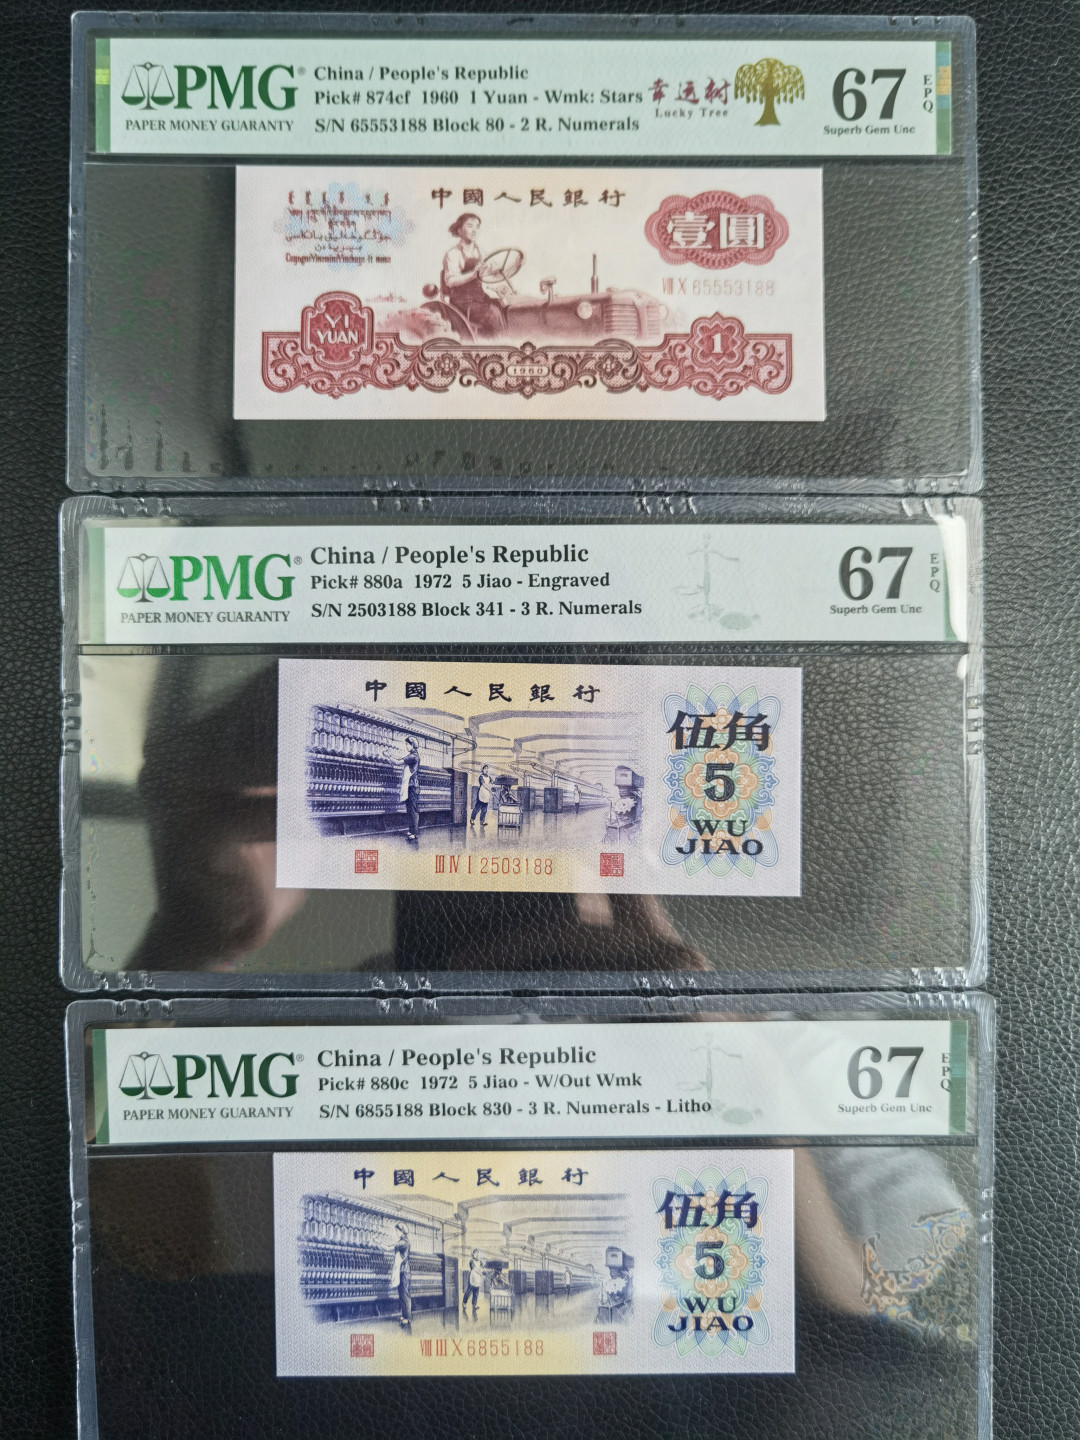 PMG®
PAPER MONEY GUARANTY
China / People's Republic
Pick# 874cf 1960 1 Yuan - Wmk: Stars
S/N 65553188 Block 80 - 2 R. Numerals
幸运树
Lucky Tree
67
EPQ
Superb Gem Unc
中國人民銀行
壹圓
ⅧⅩ 65553188
YI
YUAN
1960
1
PMG®
PAPER MONEY GUARANTY
China / People's Republic
Pick# 880a 1972 5 Jiao - Engraved
S/N 2503188 Block 341 - 3 R. Numerals
67
EPQ
Superb Gem Unc
中國人民銀行
伍角
5
WU
JIAO
ⅢⅣⅠ 2503188
PMG®
PAPER MONEY GUARANTY
China / People's Republic
Pick# 880c 1972 5 Jiao - W/Out Wmk
S/N 6855188 Block 830 - 3 R. Numerals - Litho
67
EPQ
Superb Gem Unc
中國人民銀行
伍角
5
WU
JIAO
ⅧⅢⅩ 6855188